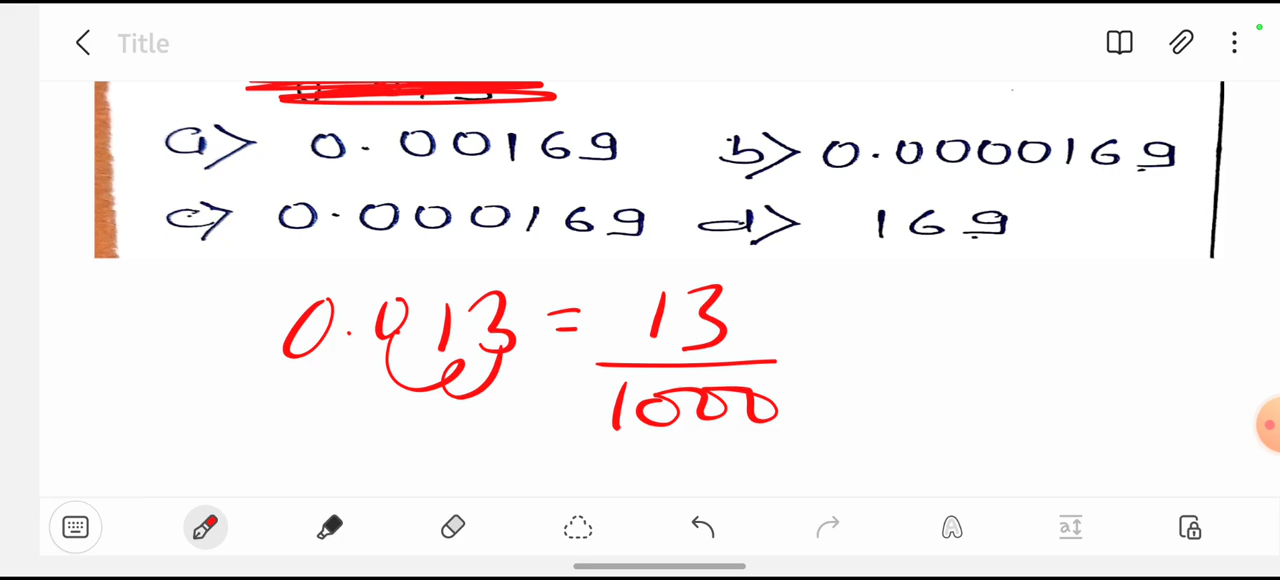 Title
a> 0.00169 b> 0.0000169
c> 0.000169 d> 169
0.013 = 13/1000